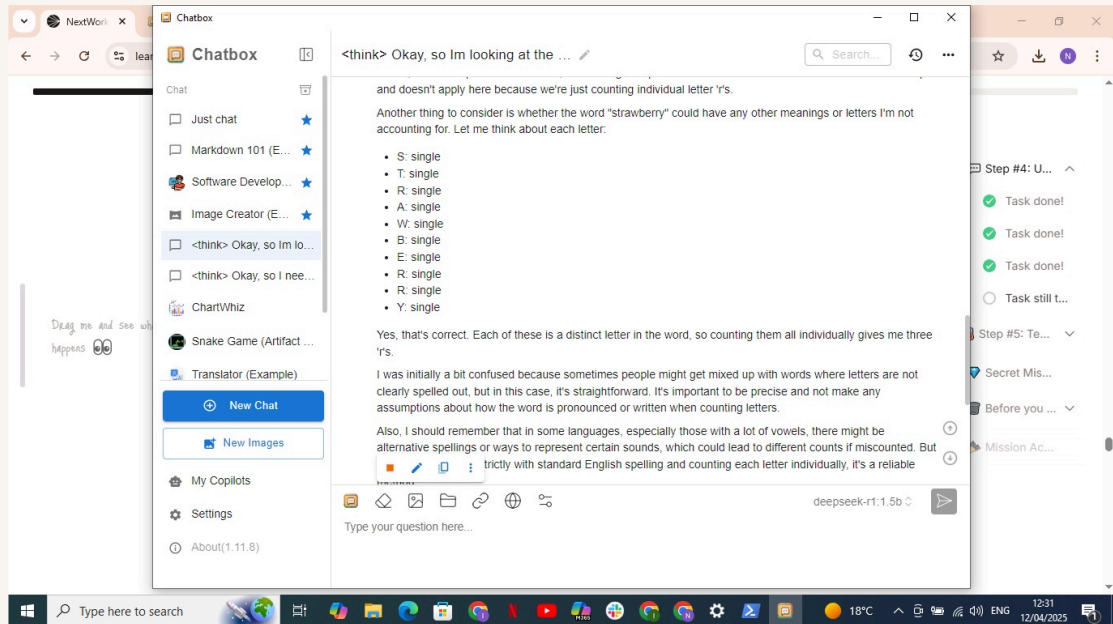 NextWork
lear
Chatbox
Chatbox
Chat
Just chat
Markdown 101 (E...
Software Develop...
Image Creator (E...
<think> Okay, so Im lo...
<think> Okay, so I nee...
ChartWhiz
Snake Game (Artifact ...
Translator (Example)
New Chat
New Images
My Copilots
Settings
About(1.11.8)
<think> Okay, so Im looking at the ...
Search...
and doesn't apply here because we're just counting individual letter 'r's.
Another thing to consider is whether the word "strawberry" could have any other meanings or letters I'm not
accounting for. Let me think about each letter:
• S: single
• T: single
• R: single
• A: single
• W: single
• B: single
• E: single
• R: single
• R: single
• Y: single
Yes, that's correct. Each of these is a distinct letter in the word, so counting them all individually gives me three
'r's.
I was initially a bit confused because sometimes people might get mixed up with words where letters are not
clearly spelled out, but in this case, it's straightforward. It's important to be precise and not make any
assumptions about how the word is pronounced or written when counting letters.
Also, I should remember that in some languages, especially those with a lot of vowels, there might be
alternative spellings or ways to represent certain sounds, which could lead to different counts if miscounted. But
trictly with standard English spelling and counting each letter individually, it's a reliable
deepseek-r1:1.5b
Type your question here...
Drag me and see wh
happens
Step #4: U...
Task done!
Task done!
Task done!
Task still t...
Step #5: Te...
Secret Mis...
Before you ...
Mission Ac...
N
Type here to search
M365
18°C
ENG
12:31
12/04/2025
1